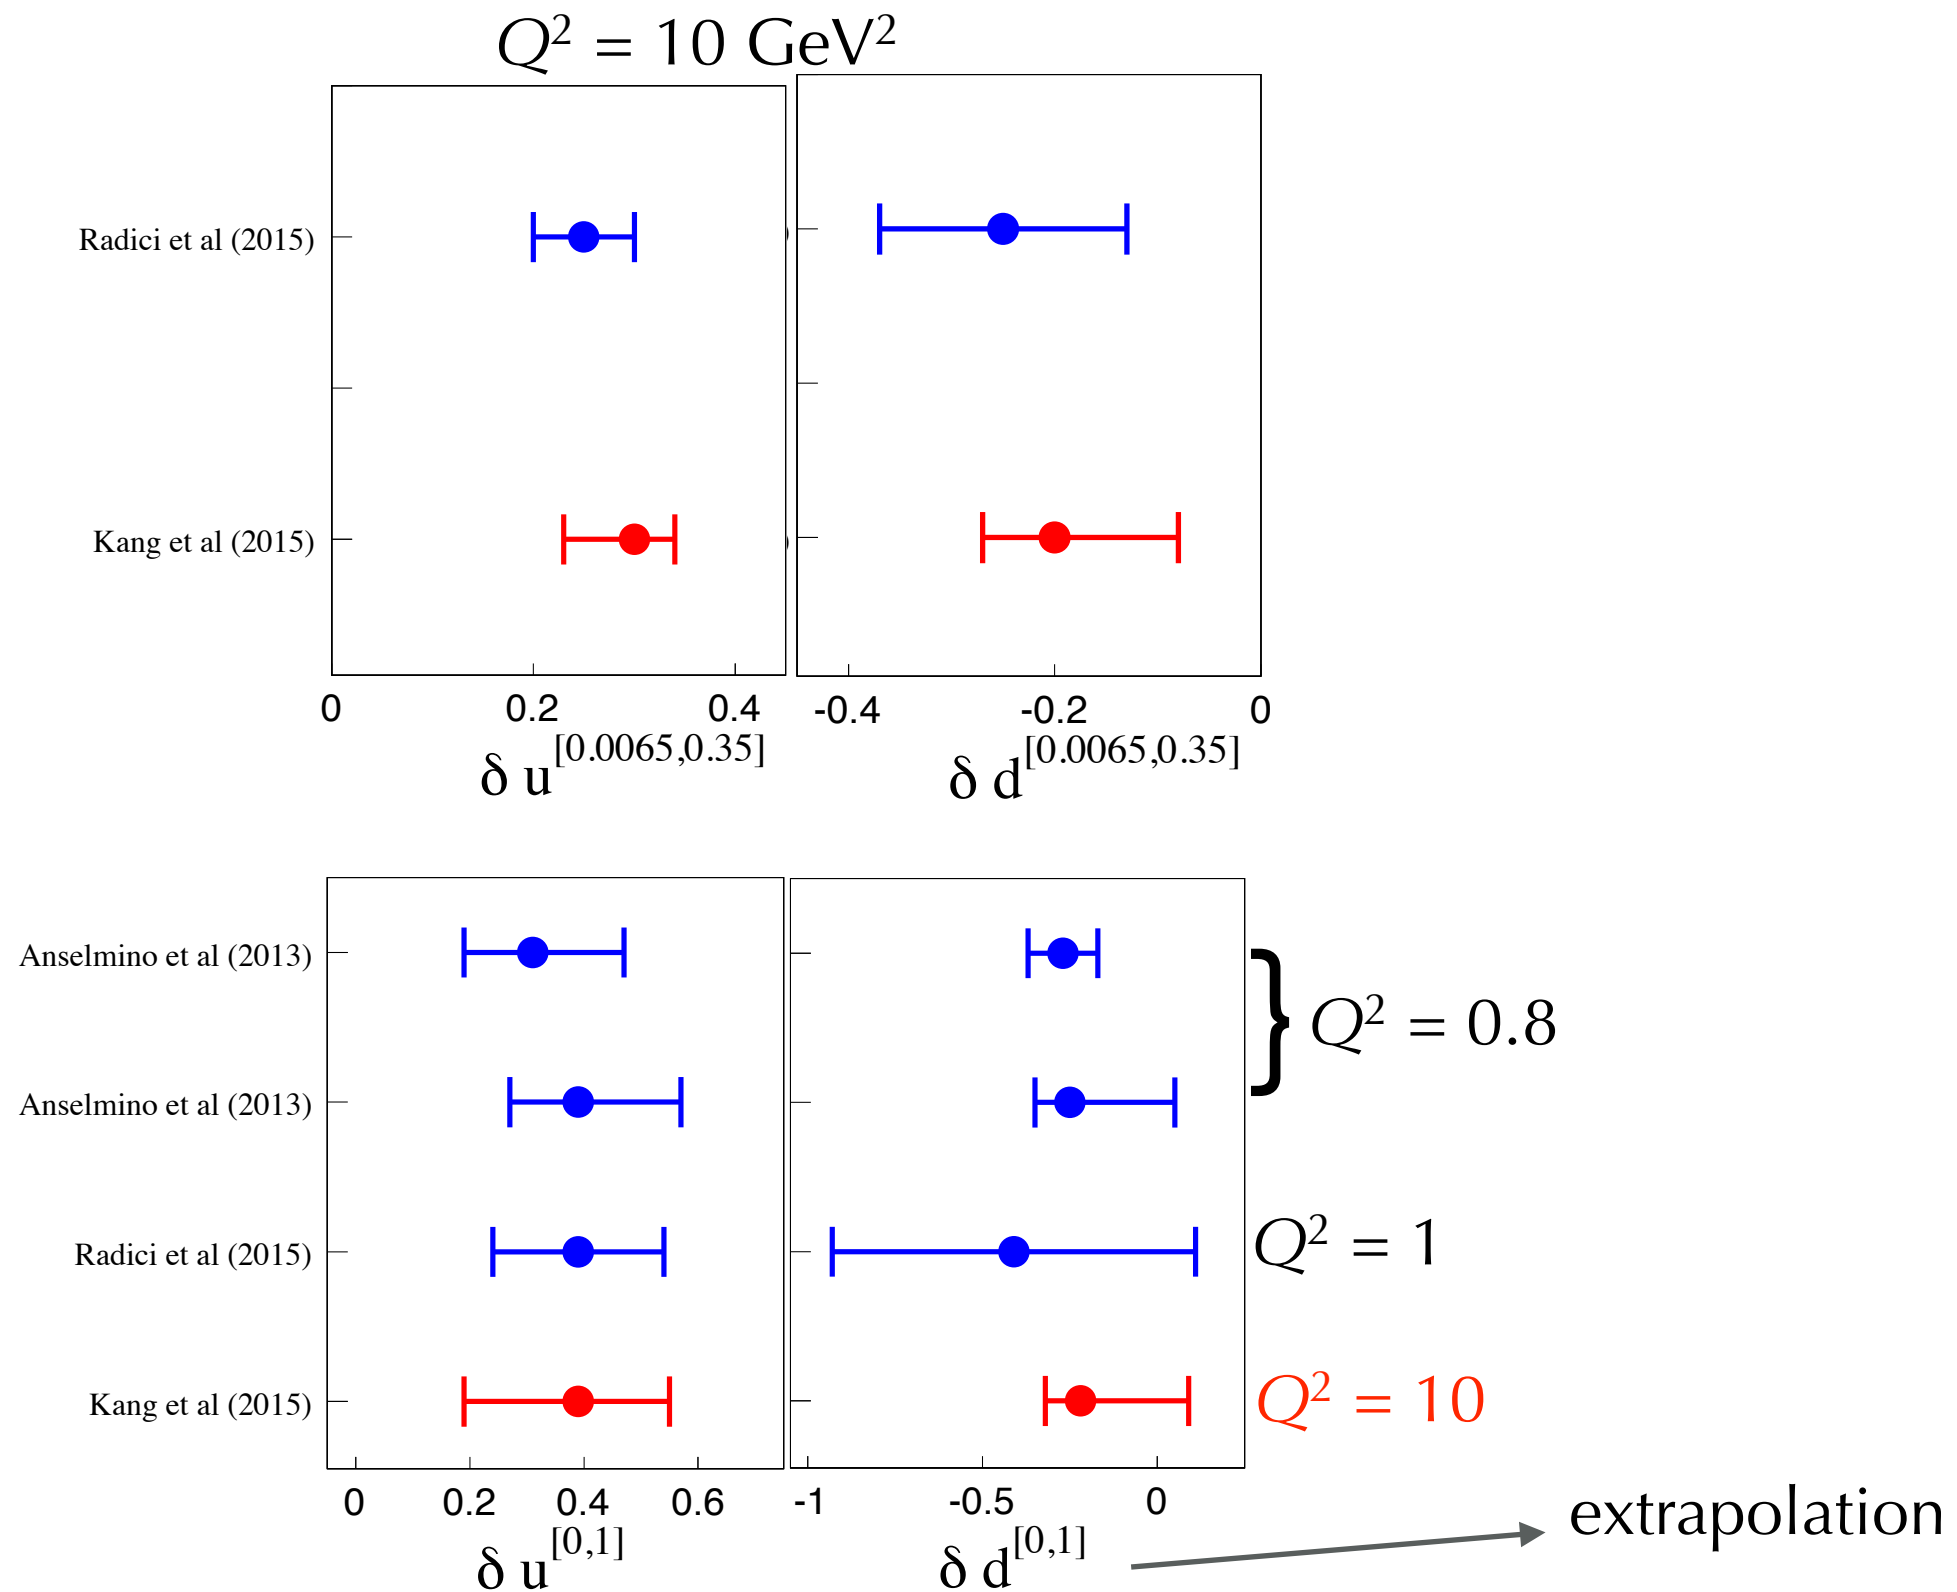 Q² = 10 GeV²
Radici et al (2015)
Kang et al (2015)
0 0.2 0.4 -0.4 -0.2 0
δ u[0.0065,0.35] δ d[0.0065,0.35]
Anselmino et al (2013)
} Q² = 0.8
Anselmino et al (2013)
Radici et al (2015) Q² = 1
Kang et al (2015) Q² = 10
0 0.2 0.4 0.6 -1 -0.5 0
δ u[0,1] δ d[0,1]
extrapolation